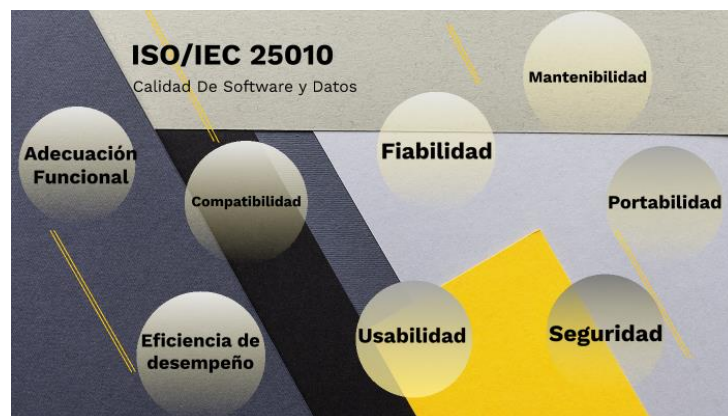 ISO/IEC 25010
Calidad De Software y Datos
Mantenibilidad
Adecuación
Funcional
Fiabilidad
Compatibilidad
Portabilidad
Eficiencia de
desempeño
Usabilidad
Seguridad